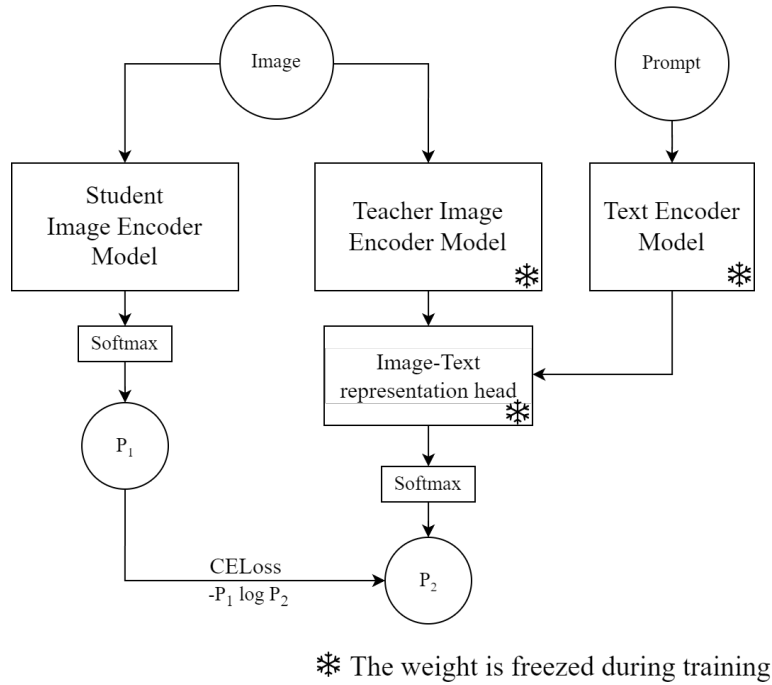 Image
Prompt
Student
Image Encoder
Model
Teacher Image
Encoder Model
Text Encoder
Model
Softmax
Image-Text
representation head
P₁
Softmax
CELoss
-P₁ log P₂
P₂
The weight is freezed during training